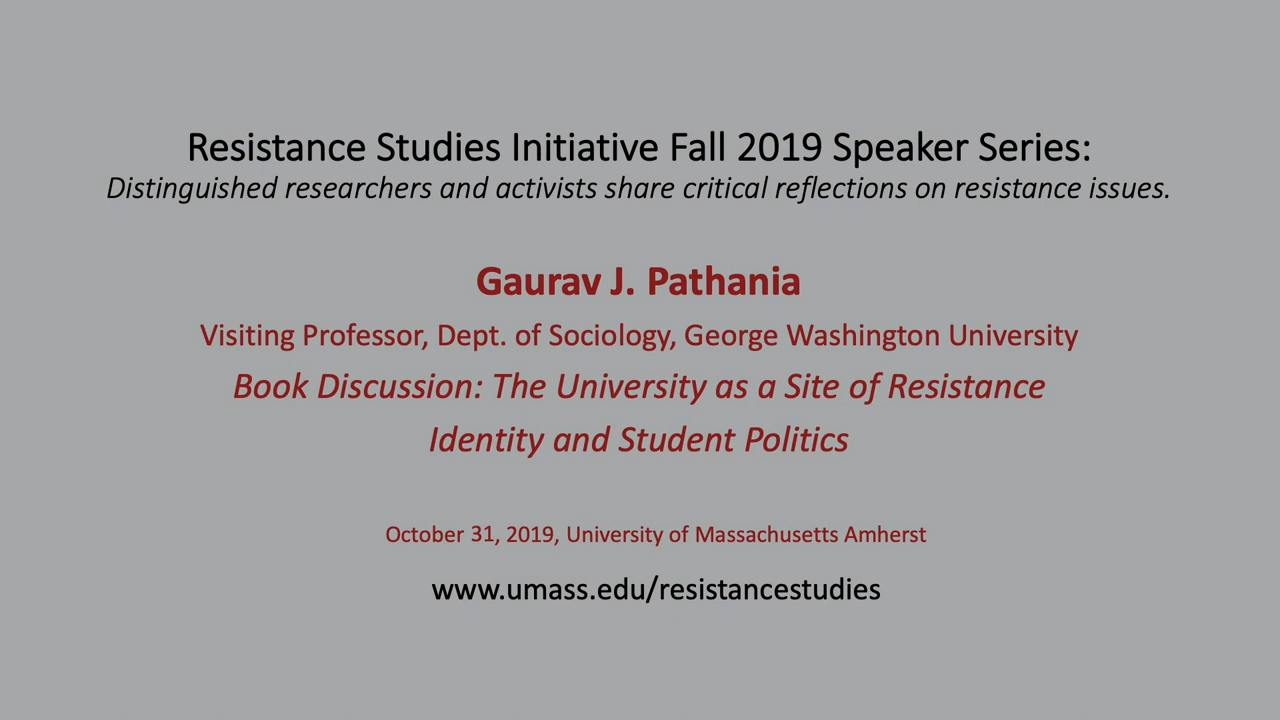 Resistance Studies Initiative Fall 2019 Speaker Series:
Distinguished researchers and activists share critical reflections on resistance issues.
Gaurav J. Pathania
Visiting Professor, Dept. of Sociology, George Washington University
Book Discussion: The University as a Site of Resistance
Identity and Student Politics
October 31, 2019, University of Massachusetts Amherst
www.umass.edu/resistancestudies